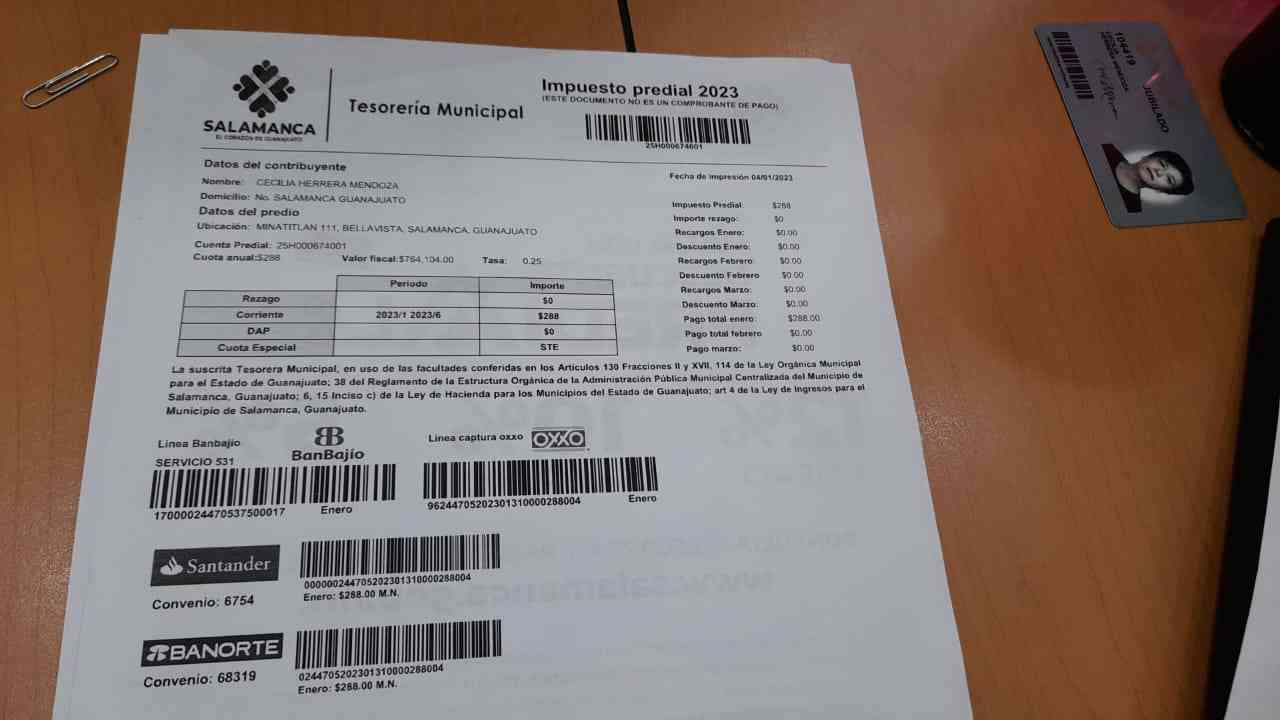 SALAMANCA
EL CORAZÓN DE GUANAJUATO
Tesorería Municipal
Impuesto predial 2023
(ESTE DOCUMENTO NO ES UN COMPROBANTE DE PAGO)
25H000674001
Datos del contribuyente
Nombre: CECILIA HERRERA MENDOZA
Domicilio: No. SALAMANCA GUANAJUATO
Datos del predio
Ubicación: MINATITLAN 111, BELLAVISTA, SALAMANCA, GUANAJUATO
Cuenta Predial: 25H000674001
Cuota anual:$288 Valor fiscal:$764,104.00 Tasa: 0.25
Fecha de impresión 04/01/2023
Impuesto Predial: $288
Importe rezago: $0
Recargos Enero: $0.00
Descuento Enero: $0.00
Recargos Febrero: $0.00
Descuento Febrero $0.00
Recargos Marzo: $0.00
Descuento Marzo: $0.00
Pago total enero: $288.00
Pago total febrero $0.00
Pago marzo: $0.00
Periodo Importe
Rezago $0
Corriente 2023/1 2023/6 $288
DAP $0
Cuota Especial STE
La suscrita Tesorera Municipal, en uso de las facultades conferidas en los Artículos 130 Fracciones II y XVII, 114 de la Ley Orgánica Municipal
para el Estado de Guanajuato; 38 del Reglamento de la Estructura Orgánica de la Administración Pública Municipal Centralizada del Municipio de
Salamanca, Guanajuato; 6, 15 Inciso c) de la Ley de Hacienda para los Municipios del Estado de Guanajuato; art 4 de la Ley de Ingresos para el
Municipio de Salamanca, Guanajuato.
Linea Banbajío
BanBajío
SERVICIO 531
17000024470537500017 Enero
Linea captura oxxo OXXO
9624470520230131000028​8004 Enero
Santander
Convenio: 6754
0000002447052023013100002​88004
Enero: $288.00 M.N.
BANORTE
Convenio: 68319
0244705202301310000288004
Enero: $288.00 M.N.
104419
JUBILADO